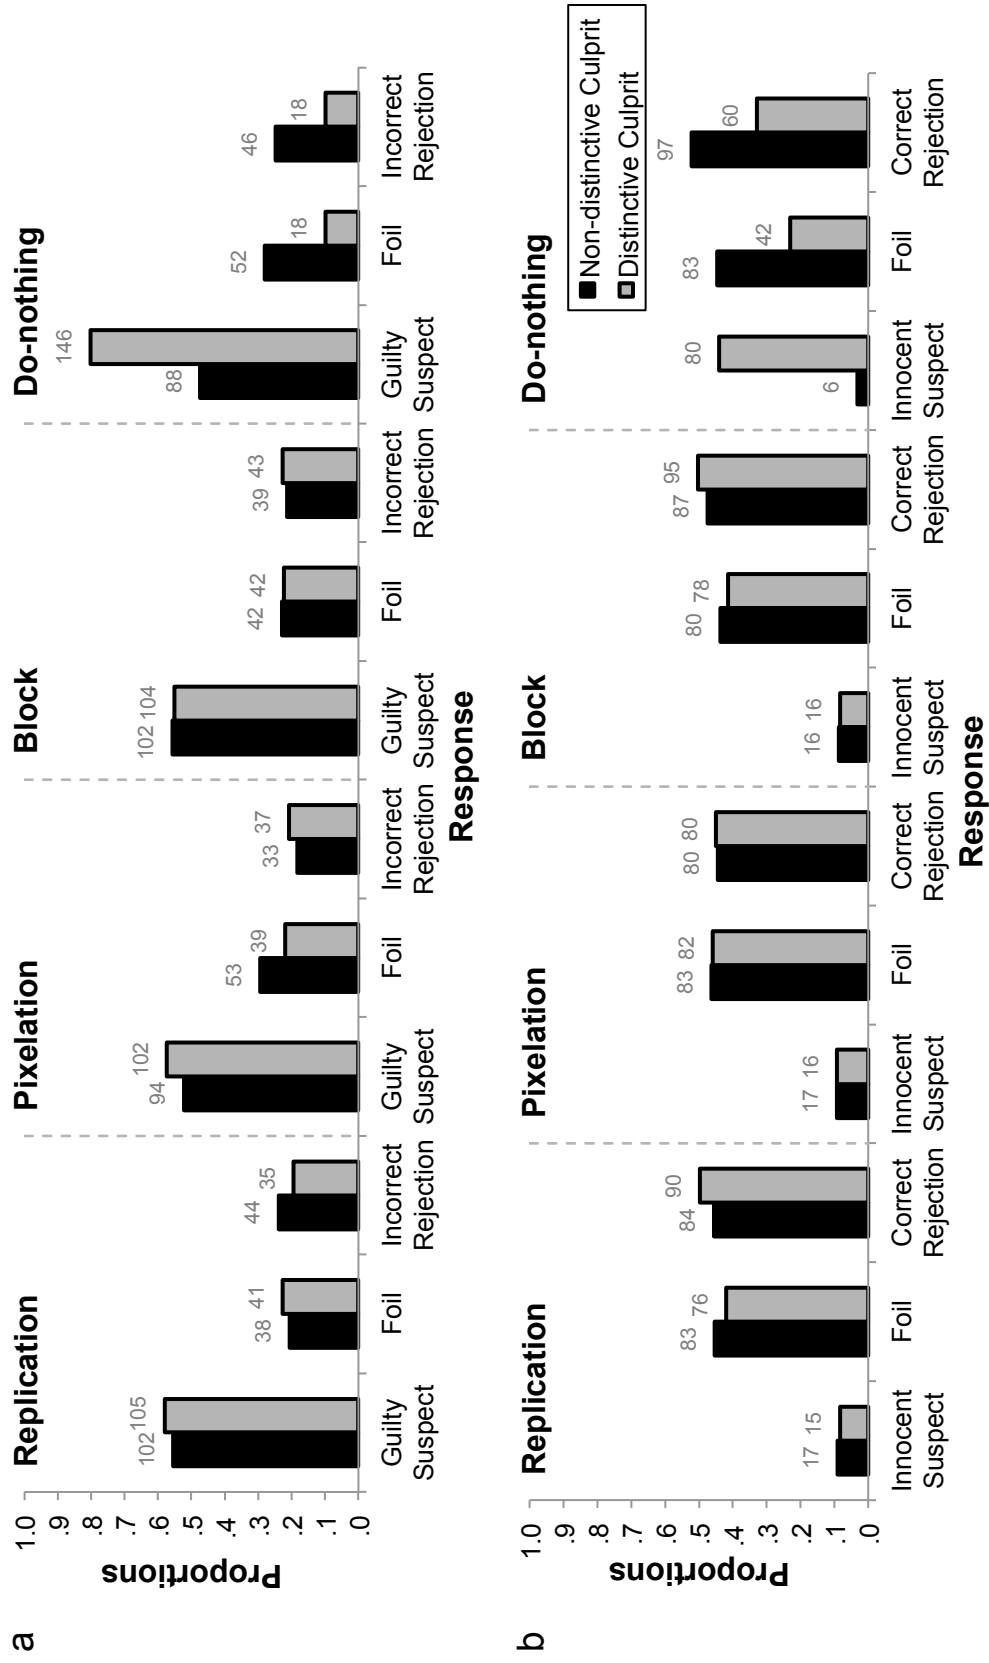 a
Replication
Pixelation
Block
Do-nothing
Proportions
1.0
.9
.8
.7
.6
.5
.4
.3
.2
.1
.0
102 105
38 41
44 35
94 102
53 39
33 37
102 104
42 42
39 43
88 146
52 18
46 18
Guilty Suspect
Foil
Incorrect Rejection
Guilty Suspect
Foil
Incorrect Rejection
Guilty Suspect
Foil
Incorrect Rejection
Guilty Suspect
Foil
Incorrect Rejection
Response
b
Replication
Pixelation
Block
Do-nothing
Non-distinctive Culprit
Distinctive Culprit
Proportions
1.0
.9
.8
.7
.6
.5
.4
.3
.2
.1
.0
17 15
83 76
84 90
17 16
83 82
80 80
16 16
80 78
87 95
6 80
83 42
97 60
Innocent Suspect
Foil
Correct Rejection
Innocent Suspect
Foil
Correct Rejection
Innocent Suspect
Foil
Correct Rejection
Innocent Suspect
Foil
Correct Rejection
Response